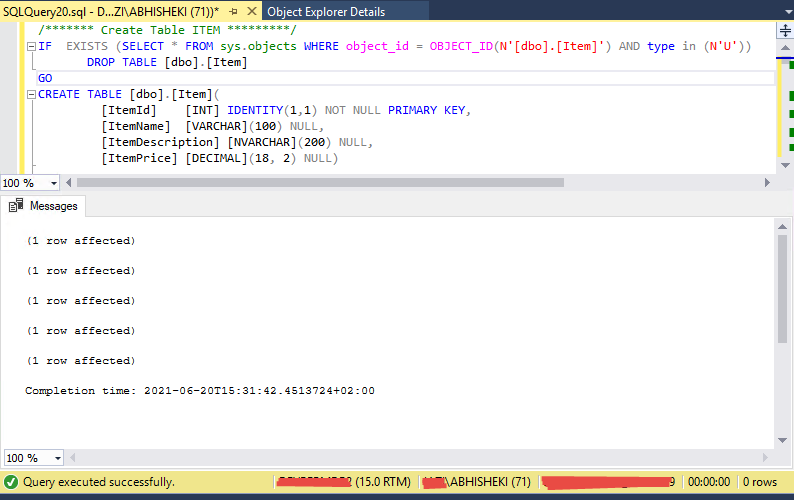 SQLQuery20.sql - D...ZI\ABHISHEKI (71))* Object Explorer Details
/******* Create Table ITEM *********/
IF  EXISTS (SELECT * FROM sys.objects WHERE object_id = OBJECT_ID(N'[dbo].[Item]') AND type in (N'U'))
DROP TABLE [dbo].[Item]
GO
CREATE TABLE [dbo].[Item](
[ItemId]    [INT] IDENTITY(1,1) NOT NULL PRIMARY KEY,
[ItemName]  [VARCHAR](100) NULL,
[ItemDescription] [NVARCHAR](200) NULL,
[ItemPrice] [DECIMAL](18, 2) NULL)
100 %
Messages
(1 row affected)
(1 row affected)
(1 row affected)
(1 row affected)
(1 row affected)
Completion time: 2021-06-20T15:31:42.4513724+02:00
100 %
Query executed successfully. (15.0 RTM) \ABHISHEKI (71) 9 00:00:00 0 rows